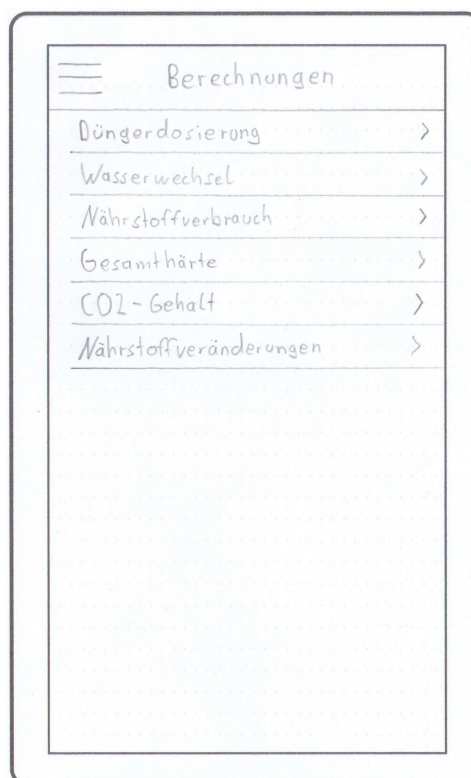 Berechnungen
Düngerdosierung >
Wasserwechsel >
Nährstoffverbrauch >
Gesamthärte >
CO2-Gehalt >
Nährstoffveränderungen >